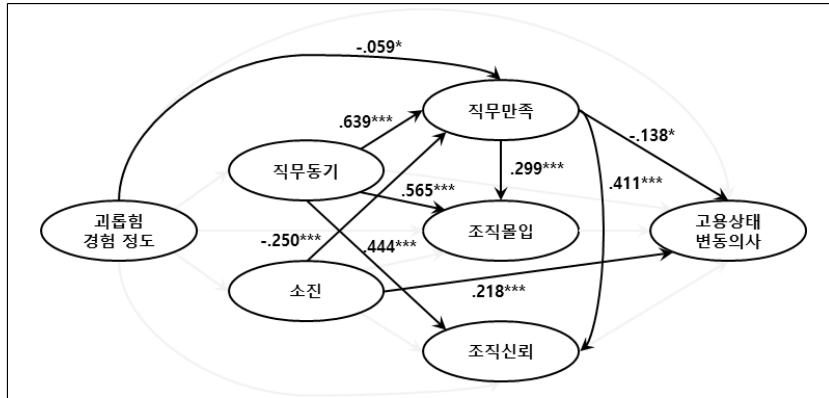 -.059*
직무만족
.639***
-.138*
직무동기
.299***
.411***
.565***
괴롭힘
경험 정도
조직몰입
고용상태
변동의사
-.250***
.444***
소진
.218***
조직신뢰